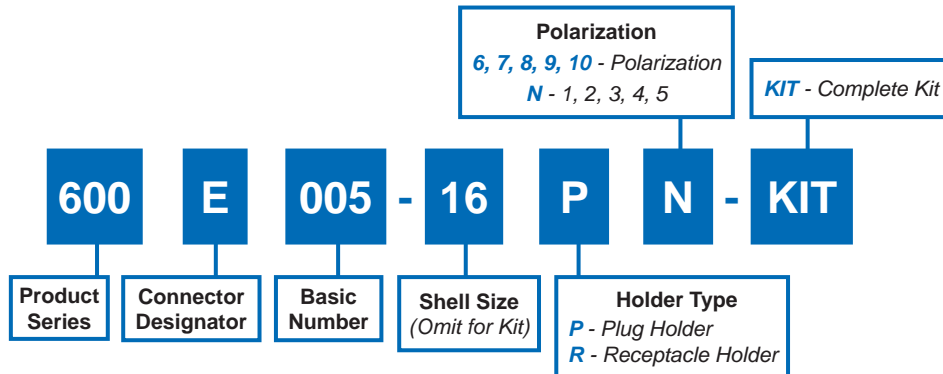 Polarization
6, 7, 8, 9, 10 - Polarization
N - 1, 2, 3, 4, 5
KIT - Complete Kit
600 E 005 - 16 P N - KIT
Product
Series
Connector
Designator
Basic
Number
Shell Size
(Omit for Kit)
Holder Type
P - Plug Holder
R - Receptacle Holder